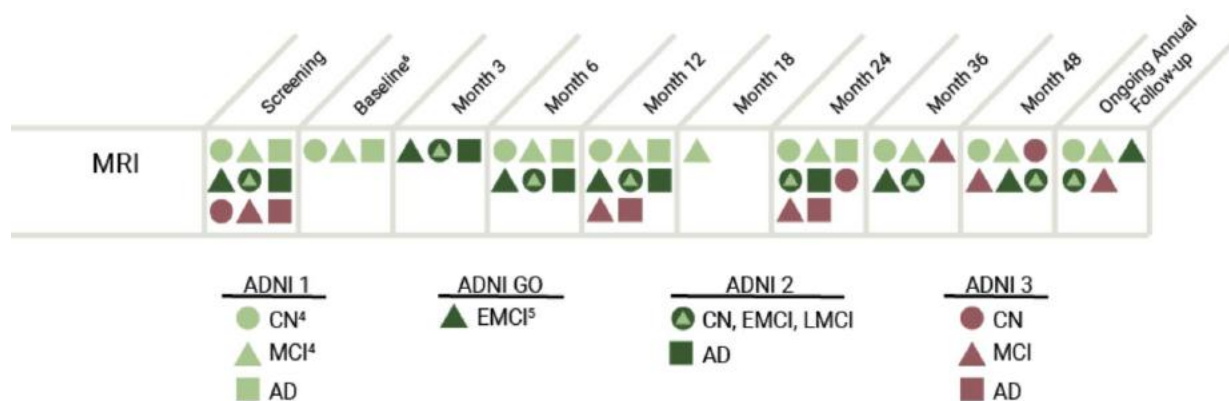 Screening
Baseline⁶
Month 3
Month 6
Month 12
Month 18
Month 24
Month 36
Month 48
Ongoing Annual
Follow-up
MRI
ADNI 1
CN⁴
MCI⁴
AD
ADNI GO
EMCI⁵
ADNI 2
CN, EMCI, LMCI
AD
ADNI 3
CN
MCI
AD